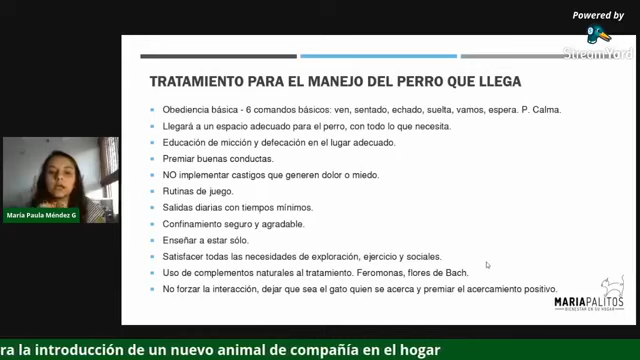 Powered by
StreamYard
TRATAMIENTO PARA EL MANEJO DEL PERRO QUE LLEGA
Obediencia básica - 6 comandos básicos: ven, sentado, echado, suelta, vamos, espera. P. Calma.
Llegará a un espacio adecuado para el perro, con todo lo que necesita.
Educación de micción y defecación en el lugar adecuado.
Premiar buenas conductas.
NO implementar castigos que generen dolor o miedo.
Rutinas de juego.
Salidas diarias con tiempos mínimos.
Confinamiento seguro y agradable.
Enseñar a estar sólo.
Satisfacer todas las necesidades de exploración, ejercicio y sociales.
Uso de complementos naturales al tratamiento. Feromonas, flores de Bach.
No forzar la interacción, dejar que sea el gato quien se acerca y premiar el acercamiento positivo.
María Paula Méndez G
MARIAPALITOS
BIENESTAR EN SU HOGAR
ra la introducción de un nuevo animal de compañía en el hogar